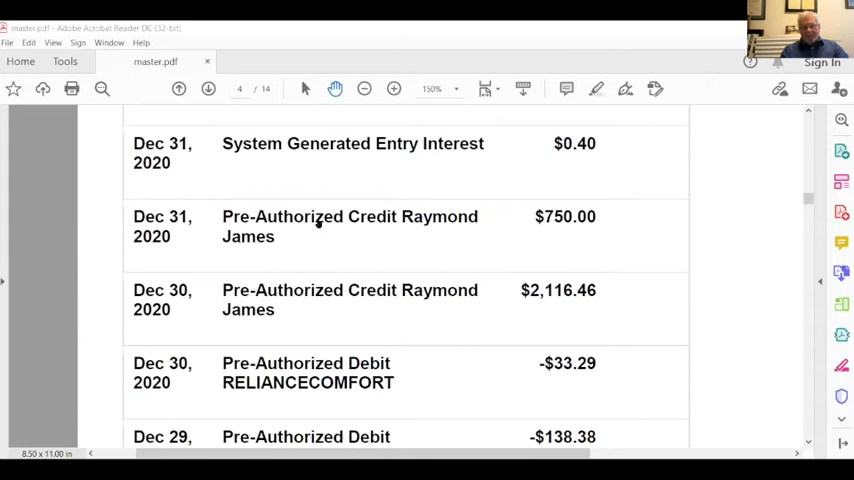 master.pdf - Adobe Acrobat Reader DC (32-bit)
File Edit View Sign Window Help
Home Tools master.pdf × Sign In
4 / 14 150%
Dec 31, System Generated Entry Interest $0.40
2020
Dec 31, Pre-Authorized Credit Raymond $750.00
2020 James
Dec 30, Pre-Authorized Credit Raymond $2,116.46
2020 James
Dec 30, Pre-Authorized Debit -$33.29
2020 RELIANCECOMFORT
Dec 29, Pre-Authorized Debit -$138.38
8.50 x 11.00 in